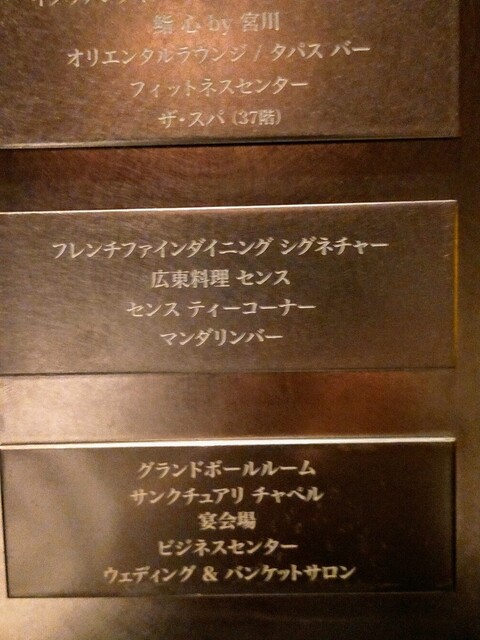 鮨 心 by 宮川
オリエンタルラウンジ / タパス バー
フィットネスセンター
ザ・スパ (37階)
フレンチファインダイニング シグネチャー
広東料理 センス
センス ティーコーナー
マンダリンバー
グランドボールルーム
サンクチュアリ チャペル
宴会場
ビジネスセンター
ウェディング & バンケットサロン